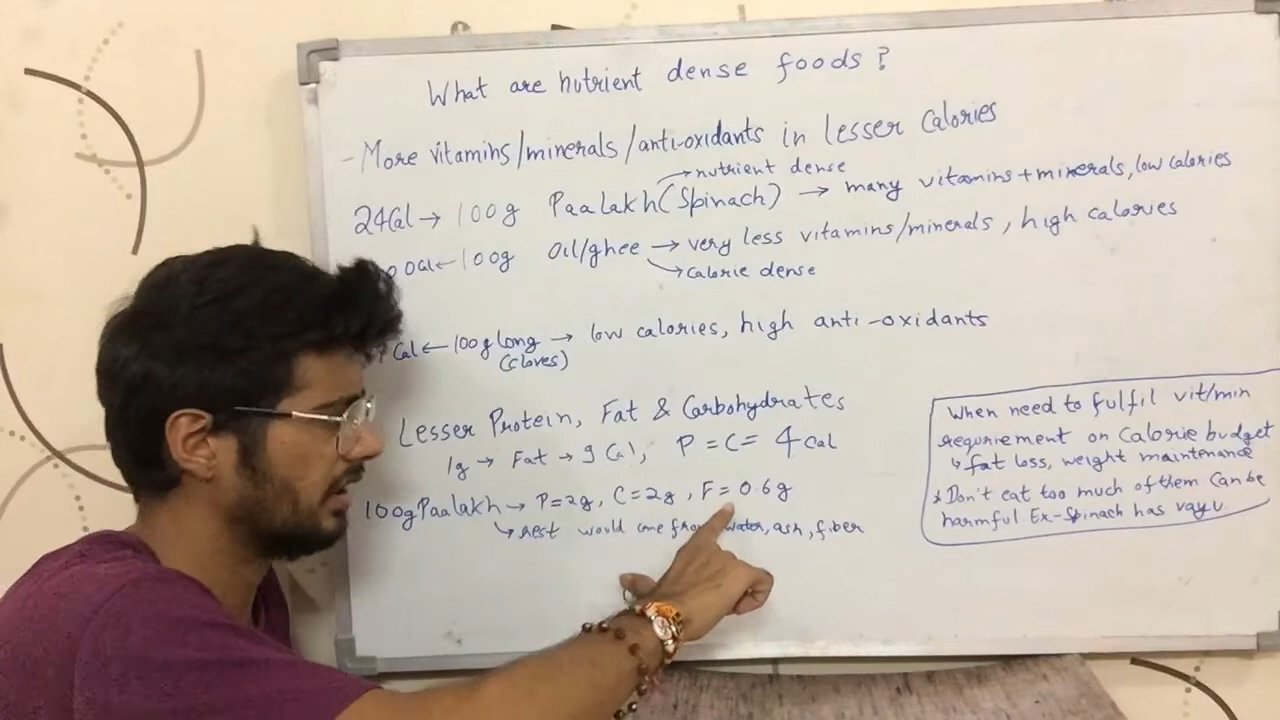 What are nutrient dense foods?
- More vitamins/minerals/anti-oxidants in lesser calories
→ nutrient dense
24Cal → 100g Paalakh (Spinach) → many vitamins + minerals, low calories
Cal ← 100g Oil/ghee → very less vitamins/minerals, high calories
→ calorie dense
Cal ← 100g long → low calories, high anti-oxidants
(cloves)
Lesser Protein, Fat & Carbohydrates
1g → Fat → 9 Cal, P = C = 4 Cal
100g Paalakh → P = 2g, C = 2g, F = 0.6g
→ rest would come from water, ash, fiber
When need to fulfil vit/min
requriement on calorie budget
↳ fat loss, weight maintenance
* Don't eat too much of them can be
harmful Ex - Spinach has vayu